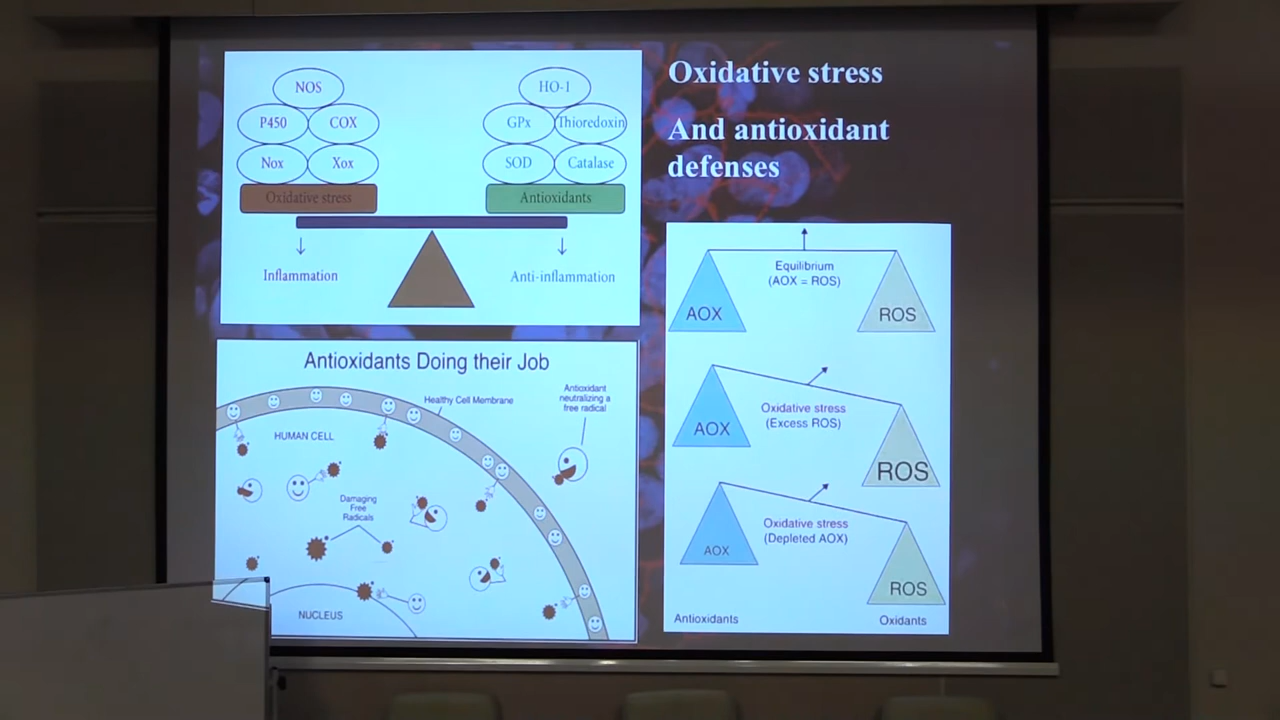 Oxidative stress
And antioxidant
defenses
NOS
P450
COX
Nox
Xox
Oxidative stress
Inflammation
HO-1
GPx
Thioredoxin
SOD
Catalase
Antioxidants
Anti-inflammation
Antioxidants Doing their Job
Healthy Cell Membrane
Antioxidant
neutralizing a
free radical
HUMAN CELL
Damaging
Free
Radicals
NUCLEUS
Equilibrium
(AOX = ROS)
AOX
ROS
Oxidative stress
(Excess ROS)
AOX
ROS
Oxidative stress
(Depleted AOX)
AOX
ROS
Antioxidants
Oxidants